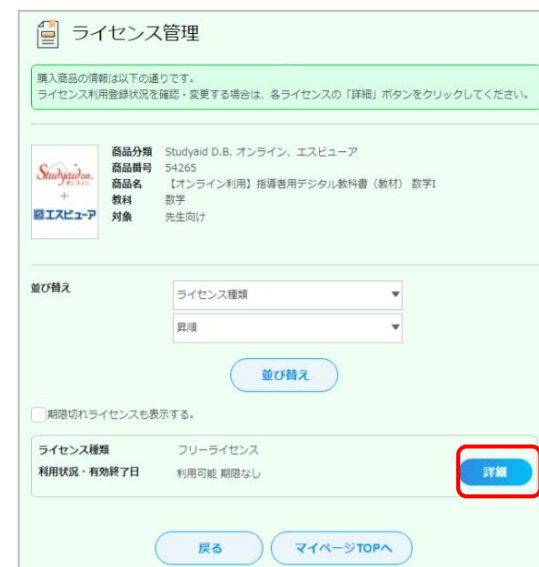 ライセンス管理
購入商品の情報は以下の通りです。
ライセンス利用登録状況を確認・変更する場合は、各ライセンスの「詳細」ボタンをクリックしてください。
Studyaid D.B.
オンライン
+
エスビューア
商品分類 Studyaid D.B. オンライン、エスビューア
商品番号 54265
商品名 【オンライン利用】指導者用デジタル教科書（教材） 数学I
教科 数学
対象 先生向け
並び替え
ライセンス種類
昇順
並び替え
期限切れライセンスも表示する。
ライセンス種類 フリーライセンス
利用状況・有効終了日 利用可能 期限なし
詳細
戻る マイページTOPへ